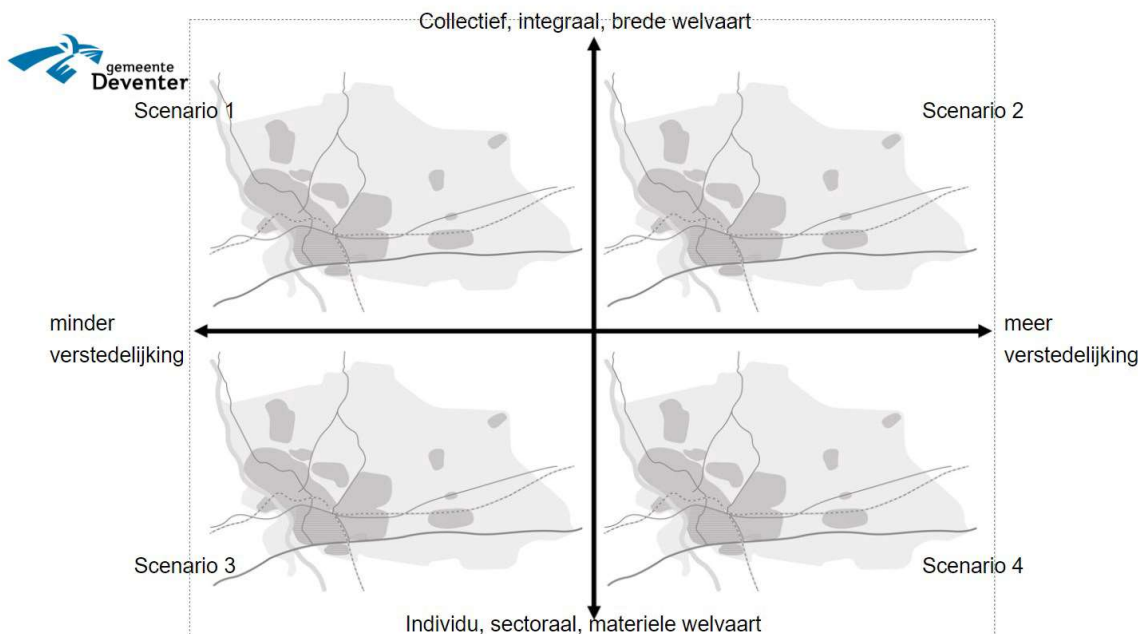 Collectief, integraal, brede welvaart
gemeente
Deventer
Scenario 1
Scenario 2
minder
verstedelijking
meer
verstedelijking
Scenario 3
Scenario 4
Individu, sectoraal, materiele welvaart